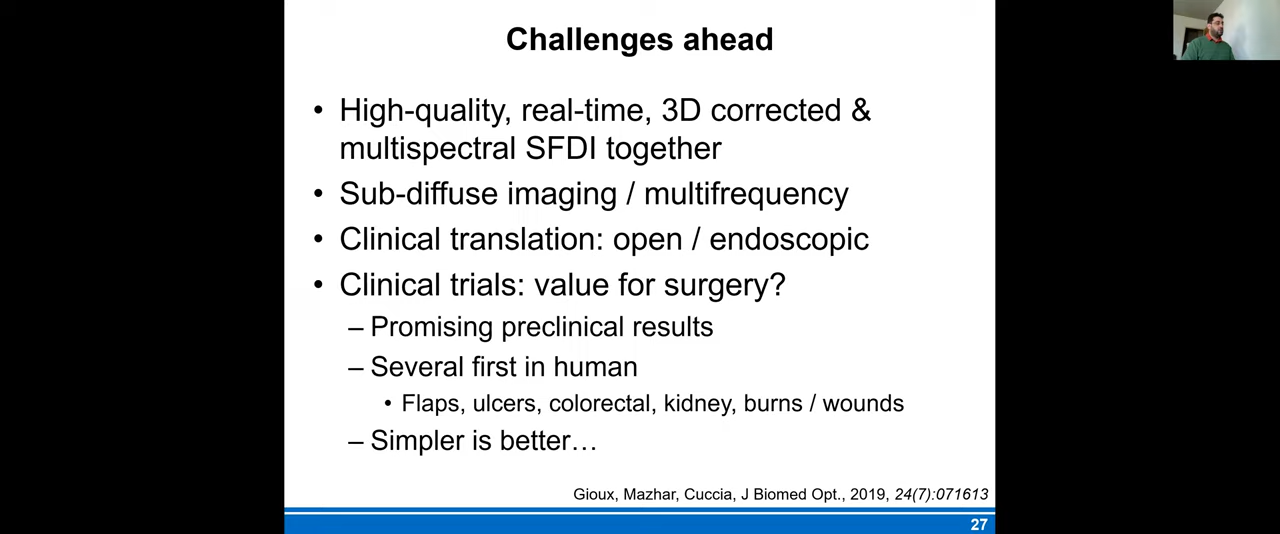 Challenges ahead
• High-quality, real-time, 3D corrected &
multispectral SFDI together
• Sub-diffuse imaging / multifrequency
• Clinical translation: open / endoscopic
• Clinical trials: value for surgery?
– Promising preclinical results
– Several first in human
• Flaps, ulcers, colorectal, kidney, burns / wounds
– Simpler is better…
Gioux, Mazhar, Cuccia, J Biomed Opt., 2019, 24(7):071613
27